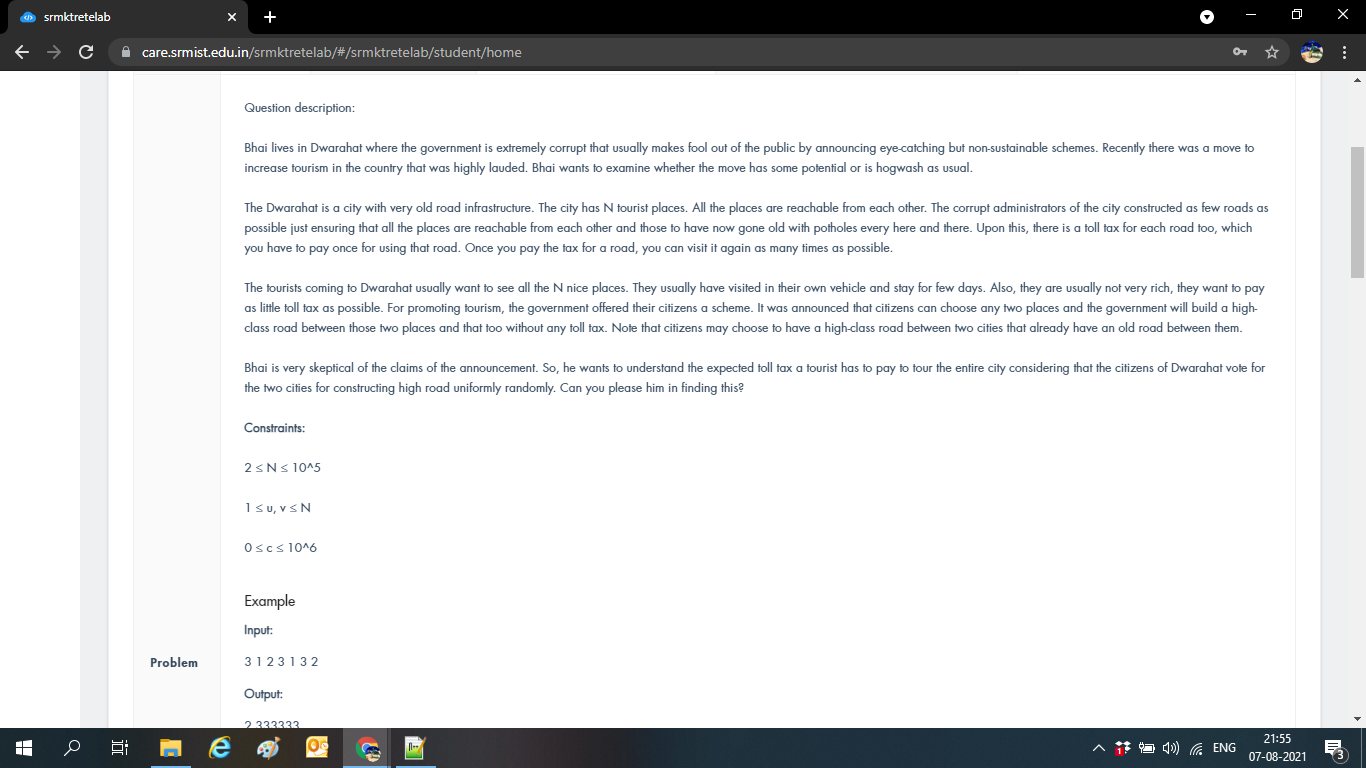 srmktretelab
care.srmist.edu.in/srmktretelab/#/srmktretelab/student/home
Question description:
Bhai lives in Dwarahat where the government is extremely corrupt that usually makes fool out of the public by announcing eye-catching but non-sustainable schemes. Recently there was a move to
increase tourism in the country that was highly lauded. Bhai wants to examine whether the move has some potential or is hogwash as usual.
The Dwarahat is a city with very old road infrastructure. The city has N tourist places. All the places are reachable from each other. The corrupt administrators of the city constructed as few roads as
possible just ensuring that all the places are reachable from each other and those to have now gone old with potholes every here and there. Upon this, there is a toll tax for each road too, which
you have to pay once for using that road. Once you pay the tax for a road, you can visit it again as many times as possible.
The tourists coming to Dwarahat usually want to see all the N nice places. They usually have visited in their own vehicle and stay for few days. Also, they are usually not very rich, they want to pay
as little toll tax as possible. For promoting tourism, the government offered their citizens a scheme. It was announced that citizens can choose any two places and the government will build a high-
class road between those two places and that too without any toll tax. Note that citizens may choose to have a high-class road between two cities that already have an old road between them.
Bhai is very skeptical of the claims of the announcement. So, he wants to understand the expected toll tax a tourist has to pay to tour the entire city considering that the citizens of Dwarahat vote for
the two cities for constructing high road uniformly randomly. Can you please him in finding this?
Constraints:
2 ≤ N ≤ 10^5
1 ≤ u, v ≤ N
0 ≤ c ≤ 10^6
Example
Input:
Problem
3 1 2 3 1 3 2
Output:
2.333333
ENG
21:55
07-08-2021
3